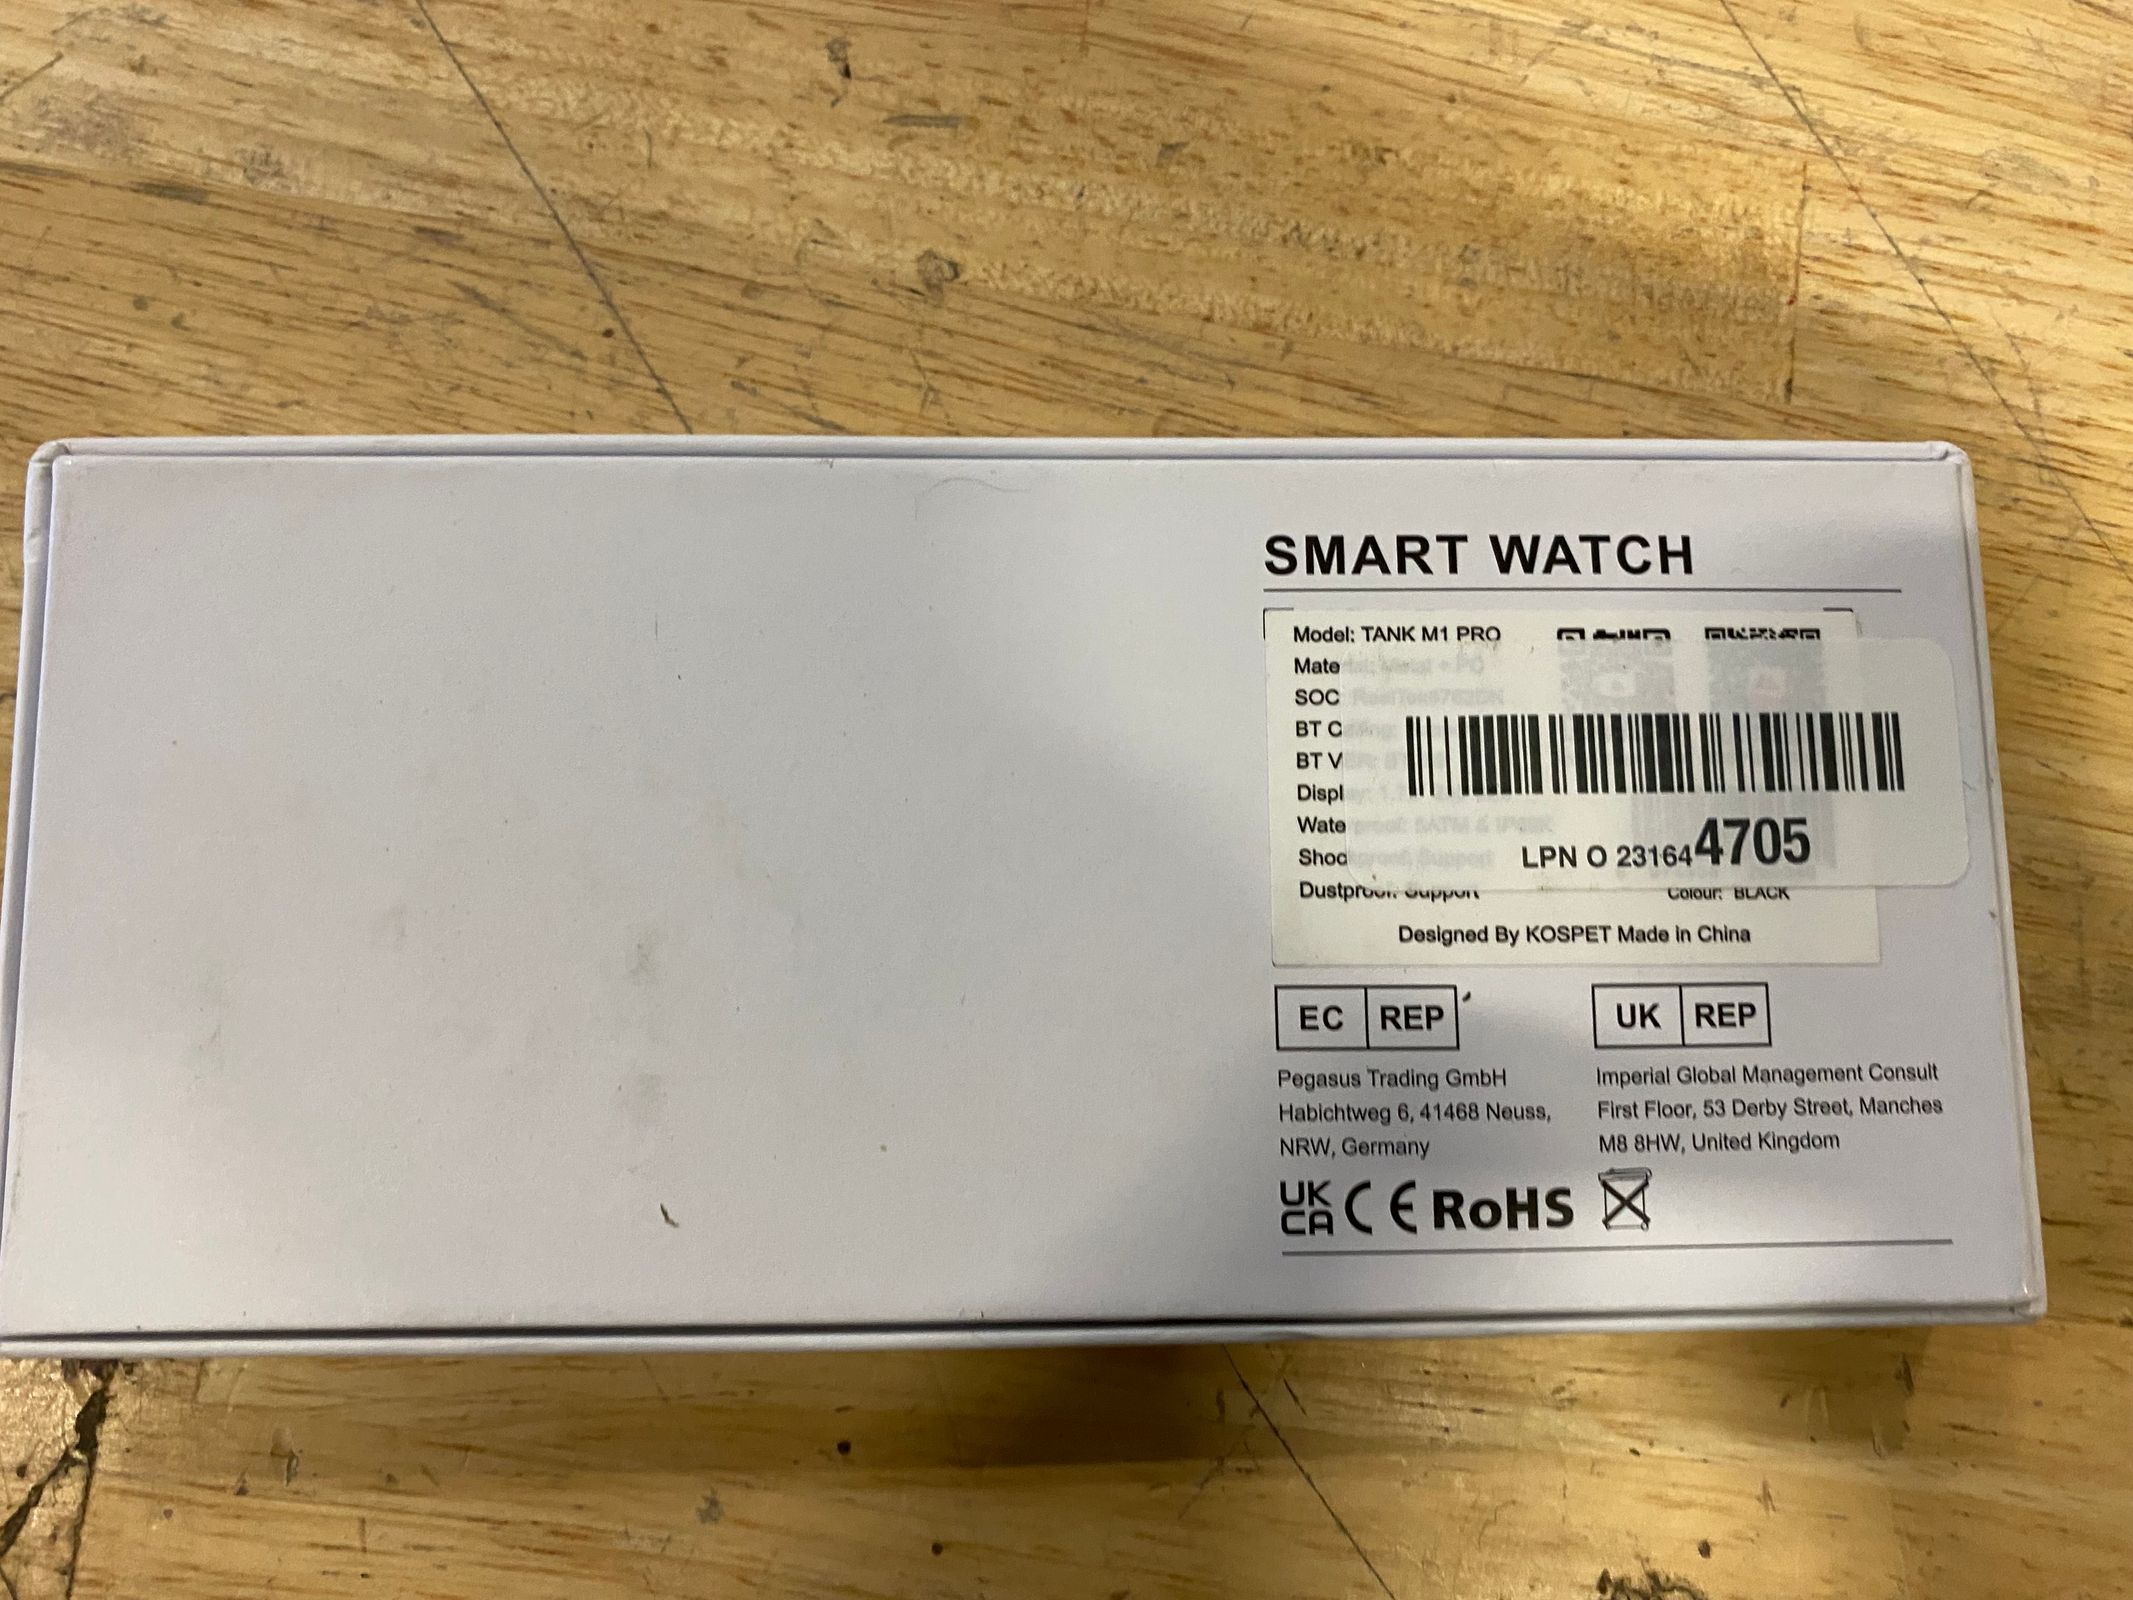 SMART WATCH
Model: TANK M1 PRO
Mate
SOC
BT C
BT V
Displ
Wate
Shoc
LPN O 231644705
Dustproof: Support Colour: BLACK
Designed By KOSPET Made in China
EC REP
Pegasus Trading GmbH
Habichtweg 6, 41468 Neuss,
NRW, Germany
UK REP
Imperial Global Management Consult
First Floor, 53 Derby Street, Manches
M8 8HW, United Kingdom
UK
CA CE RoHS